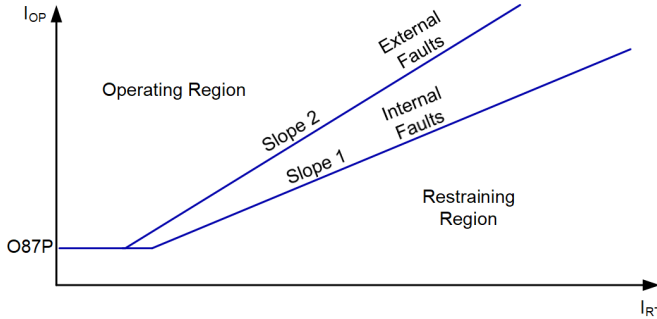 IOP
Operating Region
External
Faults
Slope 2
Internal
Faults
Slope 1
Restraining
Region
O87P
IRT